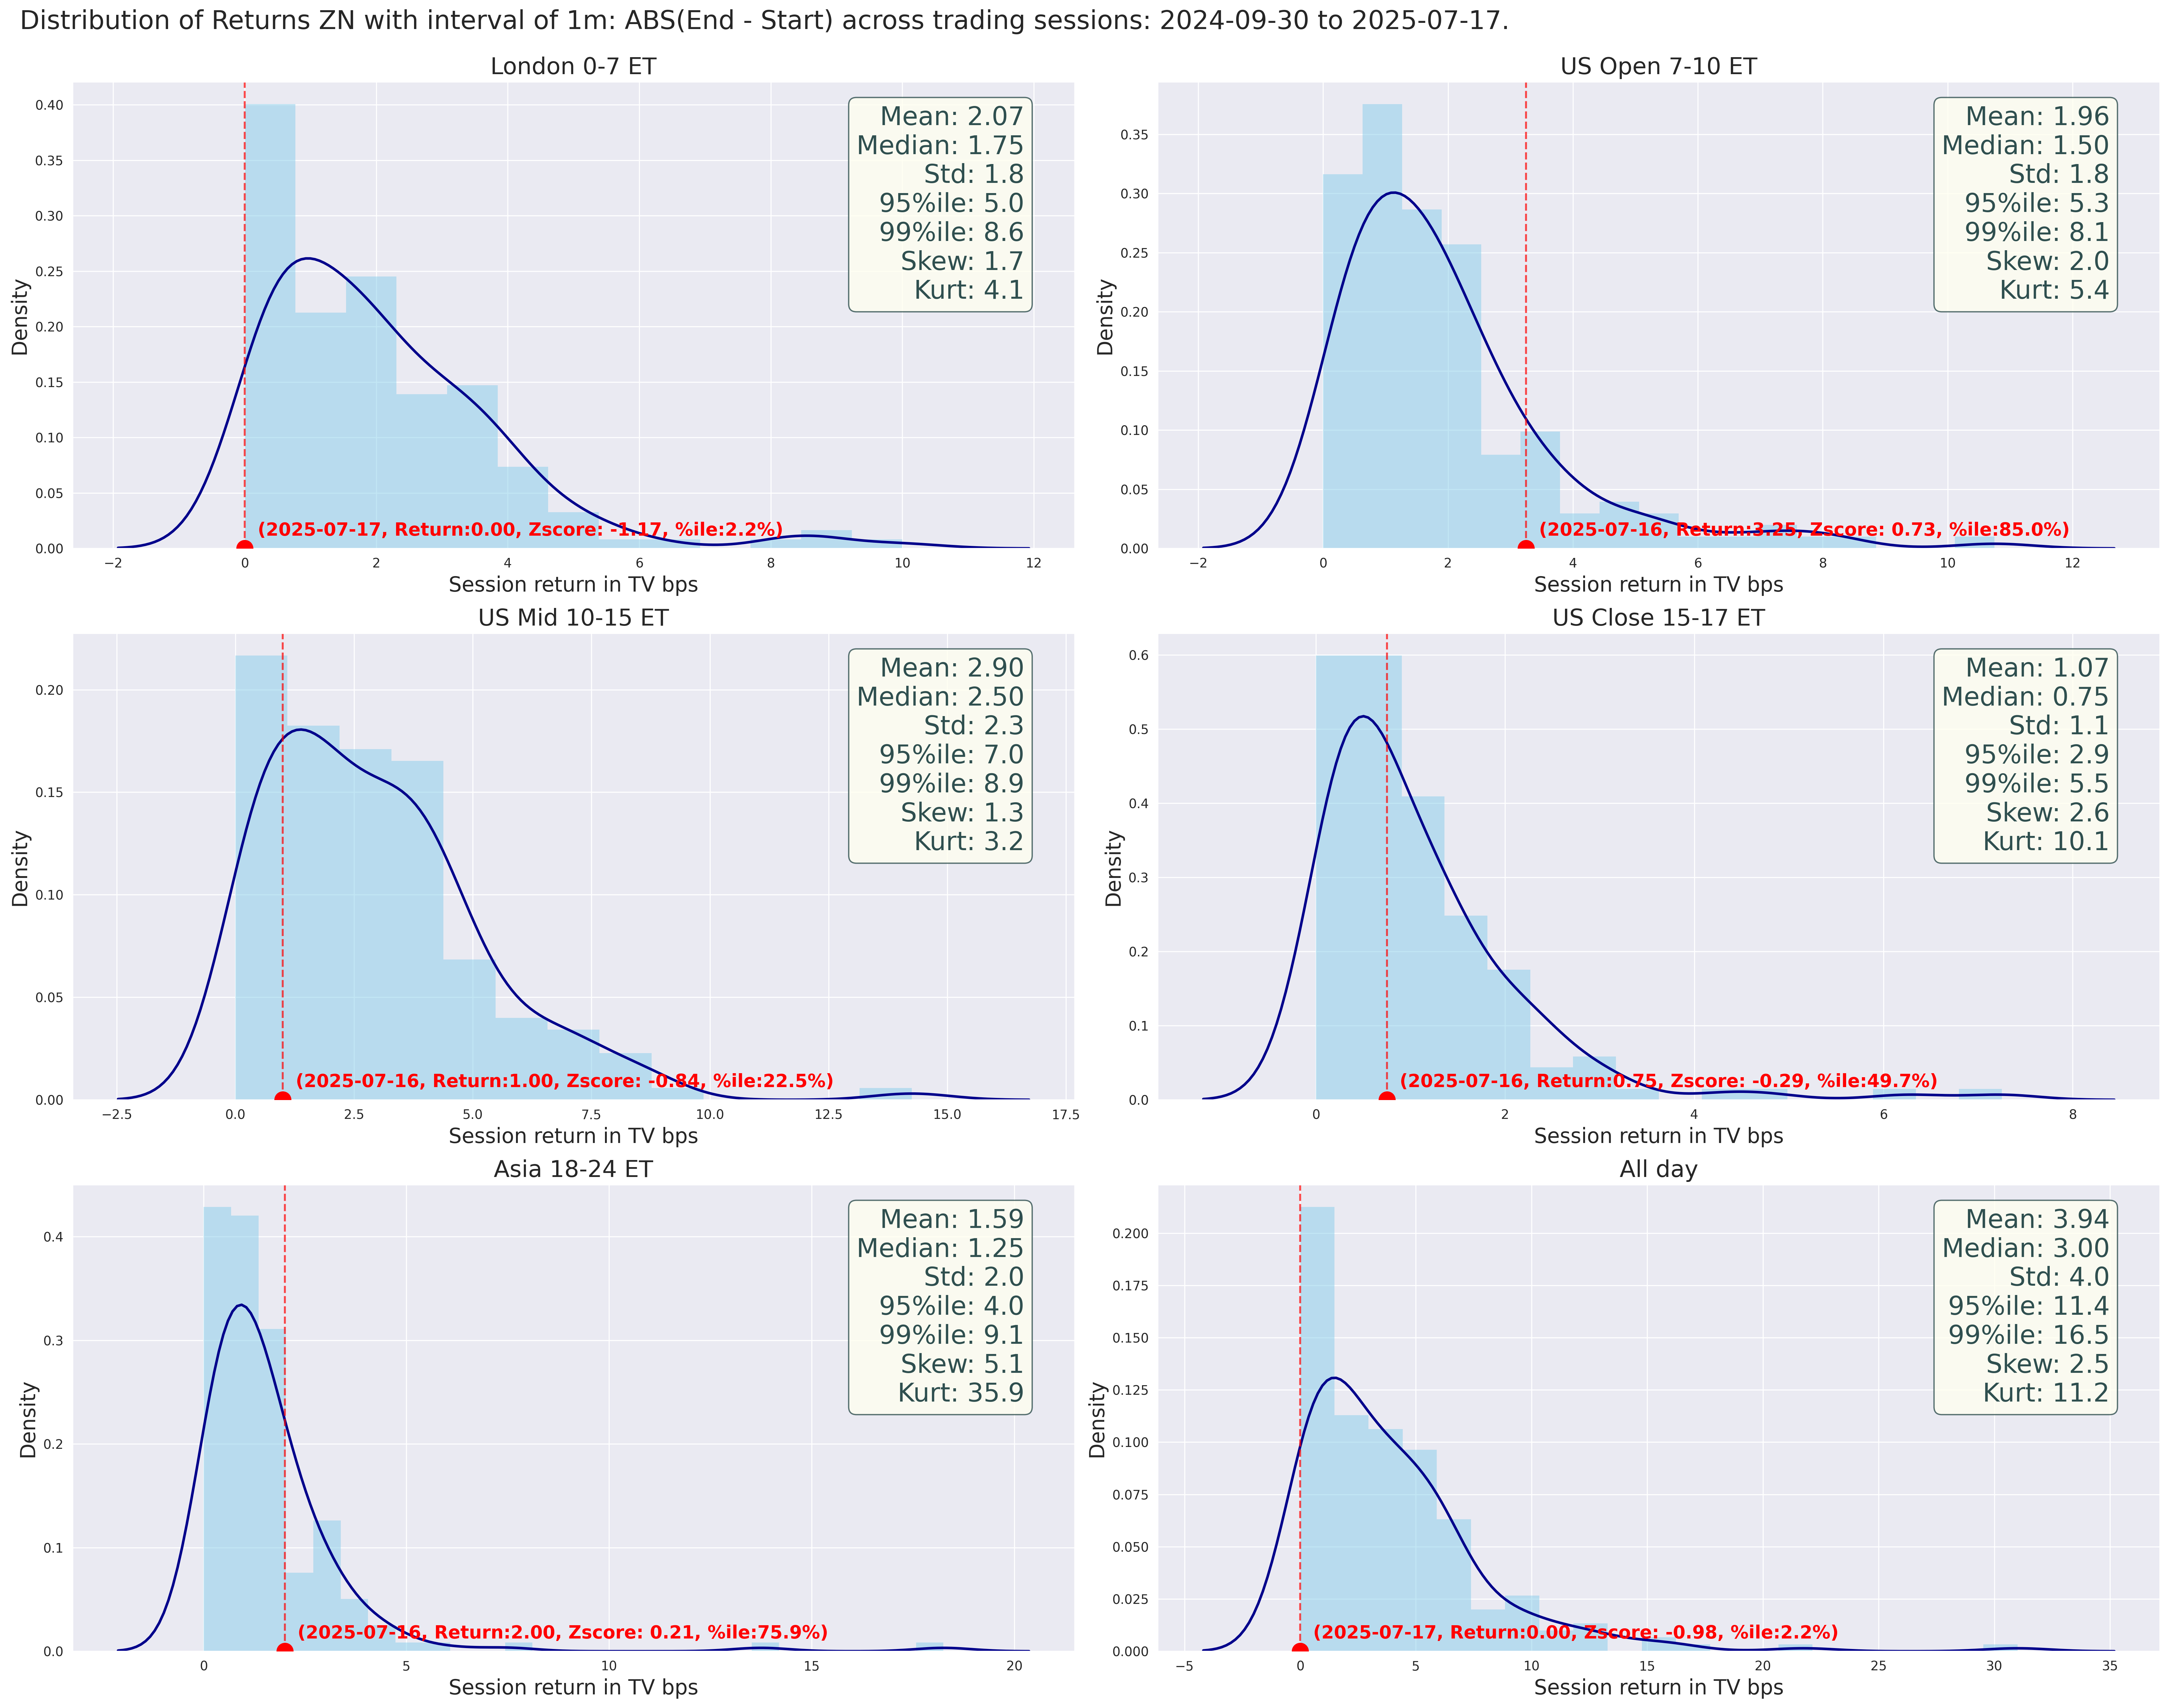 Distribution of Returns ZN with interval of 1m: ABS(End - Start) across trading sessions: 2024-09-30 to 2025-07-17.
London 0-7 ET
Mean: 2.07
Median: 1.75
Std: 1.8
95%ile: 5.0
99%ile: 8.6
Skew: 1.7
Kurt: 4.1
Density
0.40
0.35
0.30
0.25
0.20
0.15
0.10
0.05
0.00
(2025-07-17, Return:0.00, Zscore: -1.17, %ile:2.2%)
−2 0 2 4 6 8 10 12
Session return in TV bps
US Open 7-10 ET
Mean: 1.96
Median: 1.50
Std: 1.8
95%ile: 5.3
99%ile: 8.1
Skew: 2.0
Kurt: 5.4
Density
0.35
0.30
0.25
0.20
0.15
0.10
0.05
0.00
(2025-07-16, Return:3.25, Zscore: 0.73, %ile:85.0%)
−2 0 2 4 6 8 10 12
Session return in TV bps
US Mid 10-15 ET
Mean: 2.90
Median: 2.50
Std: 2.3
95%ile: 7.0
99%ile: 8.9
Skew: 1.3
Kurt: 3.2
Density
0.20
0.15
0.10
0.05
0.00
(2025-07-16, Return:1.00, Zscore: -0.84, %ile:22.5%)
−2.5 0.0 2.5 5.0 7.5 10.0 12.5 15.0 17.5
Session return in TV bps
US Close 15-17 ET
Mean: 1.07
Median: 0.75
Std: 1.1
95%ile: 2.9
99%ile: 5.5
Skew: 2.6
Kurt: 10.1
Density
0.6
0.5
0.4
0.3
0.2
0.1
0.0
(2025-07-16, Return:0.75, Zscore: -0.29, %ile:49.7%)
0 2 4 6 8
Session return in TV bps
Asia 18-24 ET
Mean: 1.59
Median: 1.25
Std: 2.0
95%ile: 4.0
99%ile: 9.1
Skew: 5.1
Kurt: 35.9
Density
0.4
0.3
0.2
0.1
0.0
(2025-07-16, Return:2.00, Zscore: 0.21, %ile:75.9%)
0 5 10 15 20
Session return in TV bps
All day
Mean: 3.94
Median: 3.00
Std: 4.0
95%ile: 11.4
99%ile: 16.5
Skew: 2.5
Kurt: 11.2
Density
0.200
0.175
0.150
0.125
0.100
0.075
0.050
0.025
0.000
(2025-07-17, Return:0.00, Zscore: -0.98, %ile:2.2%)
−5 0 5 10 15 20 25 30 35
Session return in TV bps